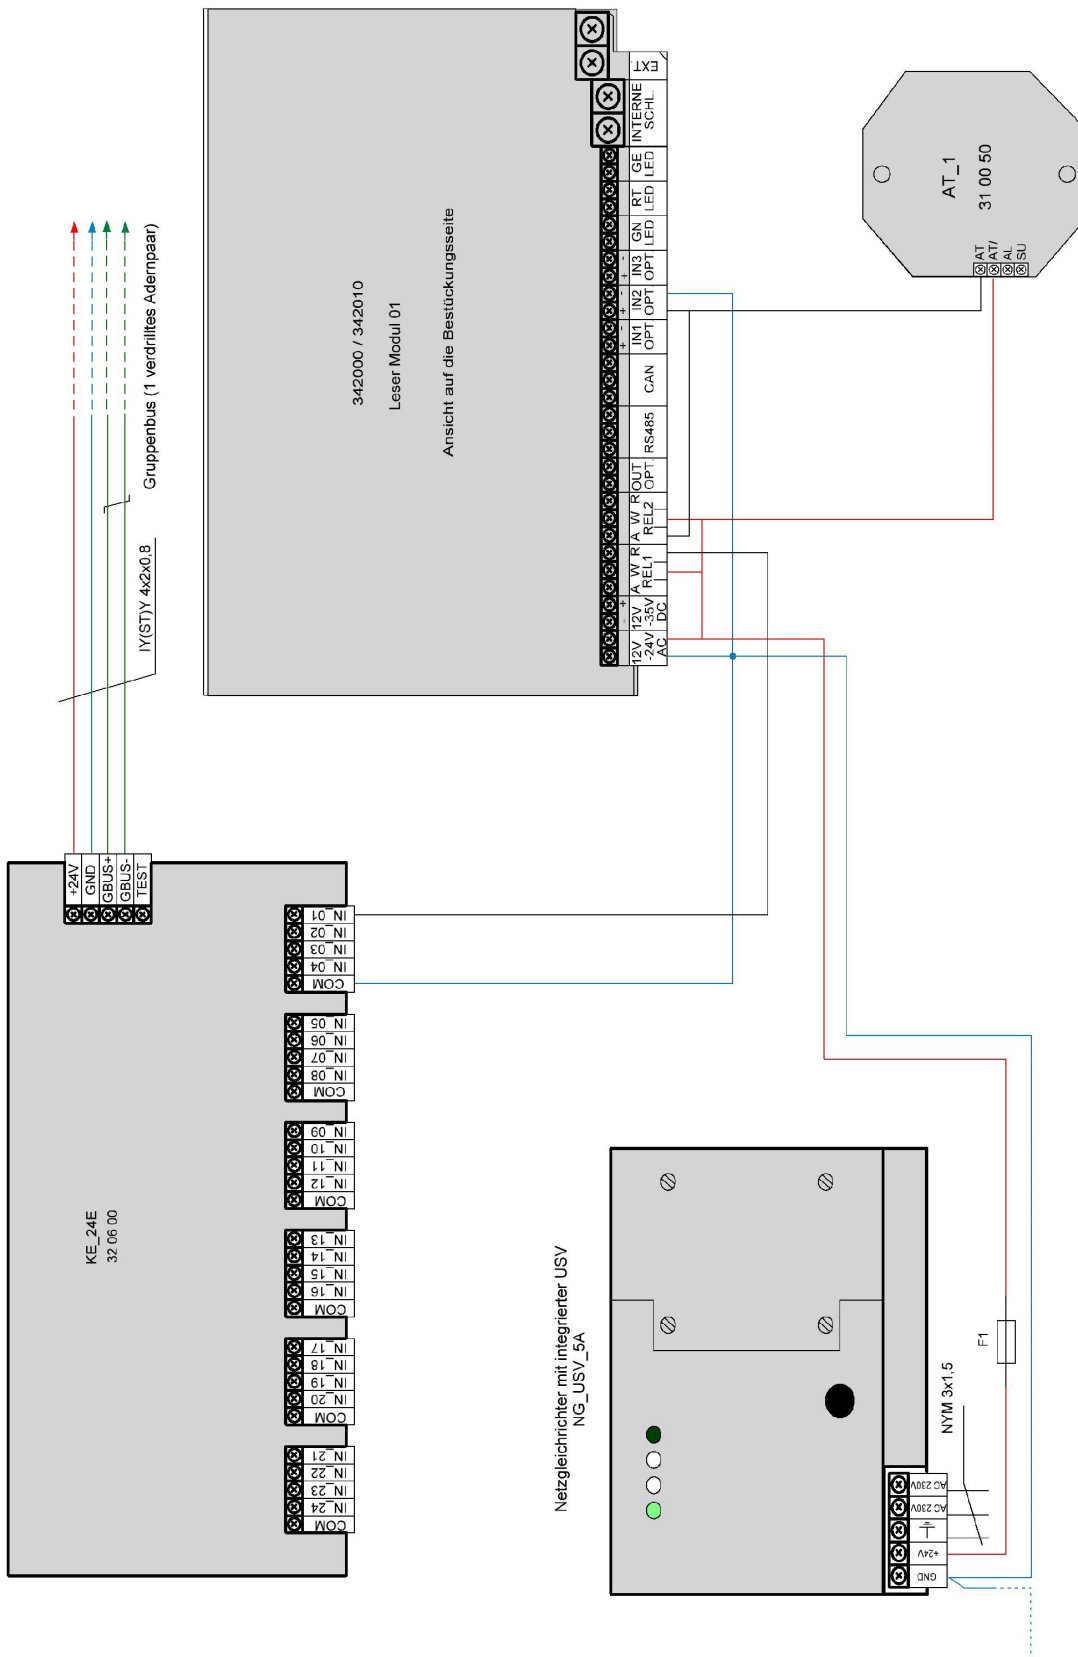 +24V
GND
GBUS+
GBUS-
TEST
IY(ST)Y 4x2x0,8
Gruppenbus (1 verdrilltes Adernpaar)
KE_24E
32 06 00
IN_01
IN_02
IN_03
IN_04
COM
IN_05
IN_06
IN_07
IN_08
COM
IN_09
IN_10
IN_11
IN_12
COM
IN_13
IN_14
IN_15
IN_16
COM
IN_17
IN_18
IN_19
IN_20
COM
IN_21
IN_22
IN_23
IN_24
COM
342000 / 342010
Leser Modul 01
Ansicht auf die Bestückungsseite
12V
-24V
AC
- +
12V
-35V
DC
A W R
REL1
A W R
REL2
OUT
OPT.
RS485
CAN
+ -
IN1
OPT.
+ -
IN2
OPT.
+ -
IN3
OPT.
GN
LED
RT
LED
GE
LED
INTERNE
SCHL.
EXT.
AT_1
31 00 50
AT
AT/
AL
SU
Netzgleichrichter mit integrierter USV
NG_USV_5A
GND
+24V
AC 230V
AC 230V
NYM 3x1,5
F1